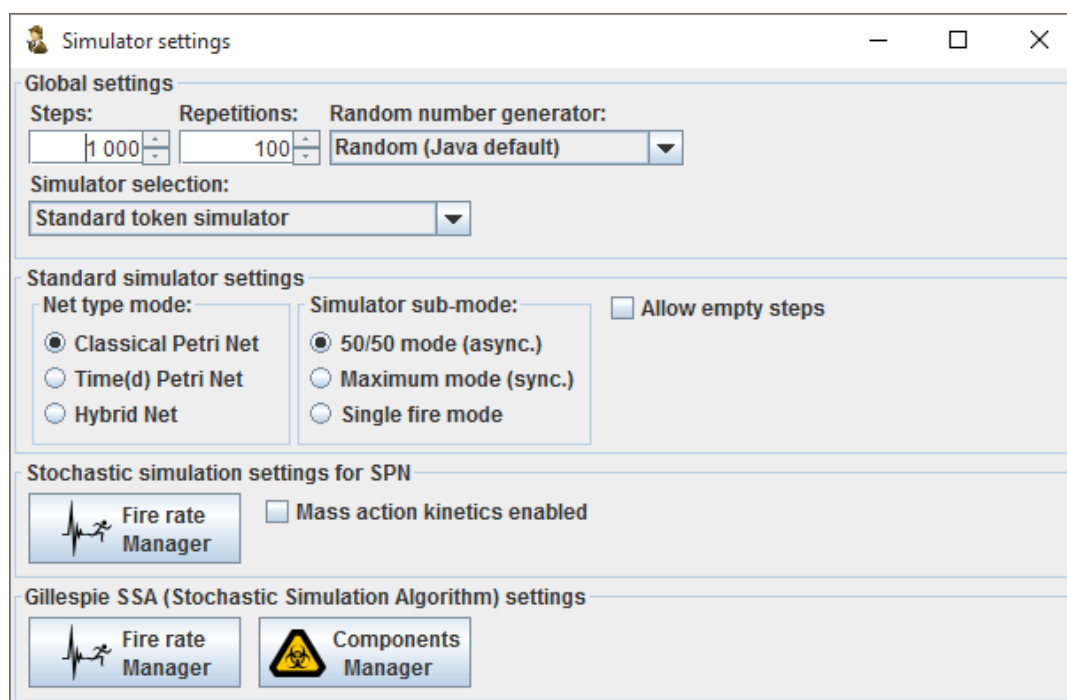 Simulator settings
Global settings
Steps: Repetitions: Random number generator:
1 000 100 Random (Java default)
Simulator selection:
Standard token simulator
Standard simulator settings
Net type mode: Simulator sub-mode: Allow empty steps
Classical Petri Net 50/50 mode (async.)
Time(d) Petri Net Maximum mode (sync.)
Hybrid Net Single fire mode
Stochastic simulation settings for SPN
Fire rate Manager Mass action kinetics enabled
Gillespie SSA (Stochastic Simulation Algorithm) settings
Fire rate Manager Components Manager